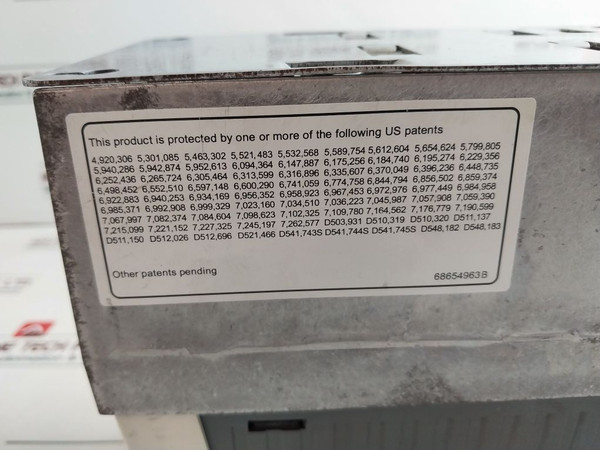 This product is protected by one or more of the following US patents
4,920,306 5,301,085 5,463,302 5,521,483 5,532,568 5,589,754 5,612,604 5,654,624 5,799,805
5,940,286 5,942,874 5,952,613 6,094,364 6,147,887 6,175,256 6,184,740 6,195,274 6,229,356
6,252,436 6,265,724 6,305,464 6,313,599 6,316,896 6,335,607 6,370,049 6,396,236 6,448,735
6,498,452 6,552,510 6,597,148 6,600,290 6,741,059 6,774,758 6,844,794 6,856,502 6,859,374
6,922,883 6,940,253 6,934,169 6,956,352 6,958,923 6,967,453 6,972,976 6,977,449 6,984,958
6,985,371 6,992,908 6,999,329 7,023,160 7,034,510 7,036,223 7,045,987 7,057,908 7,059,390
7,067,997 7,082,374 7,084,604 7,098,623 7,102,325 7,109,780 7,164,562 7,176,779 7,190,599
7,215,099 7,221,152 7,227,325 7,245,197 7,262,577 D503,931 D510,319 D510,320 D511,137
D511,150 D512,026 D512,696 D521,466 D541,743S D541,744S D541,745S D548,182 D548,183
Other patents pending 68654963B